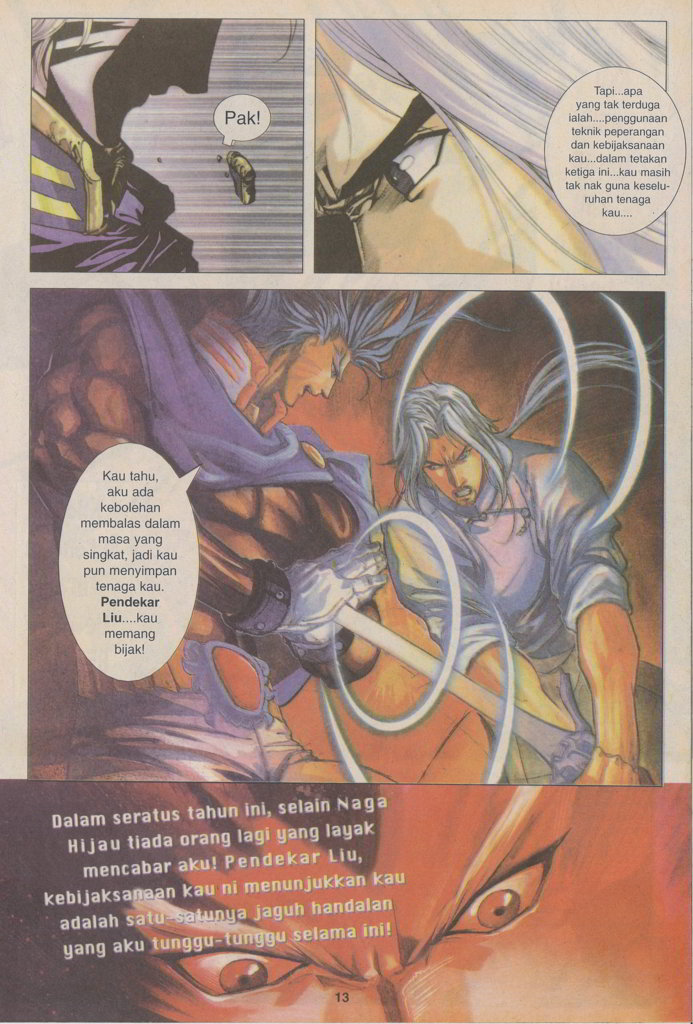 Pak!
Tapi...apa
yang tak terduga
ialah....penggunaan
teknik peperangan
dan kebijaksanaan
kau...dalam tetakan
ketiga ini...kau masih
tak nak guna keselu-
ruhan tenaga
kau....
Kau tahu,
aku ada
kebolehan
membalas dalam
masa yang
singkat, jadi kau
pun menyimpan
tenaga kau.
Pendekar
Liu....kau
memang
bijak!
Dalam seratus tahun ini, selain Naga
Hijau tiada orang lagi yang layak
mencabar aku! Pendekar Liu,
kebijaksanaan kau ni menunjukkan kau
adalah satu-satunya jaguh handalan
yang aku tunggu-tunggu selama ini!
13